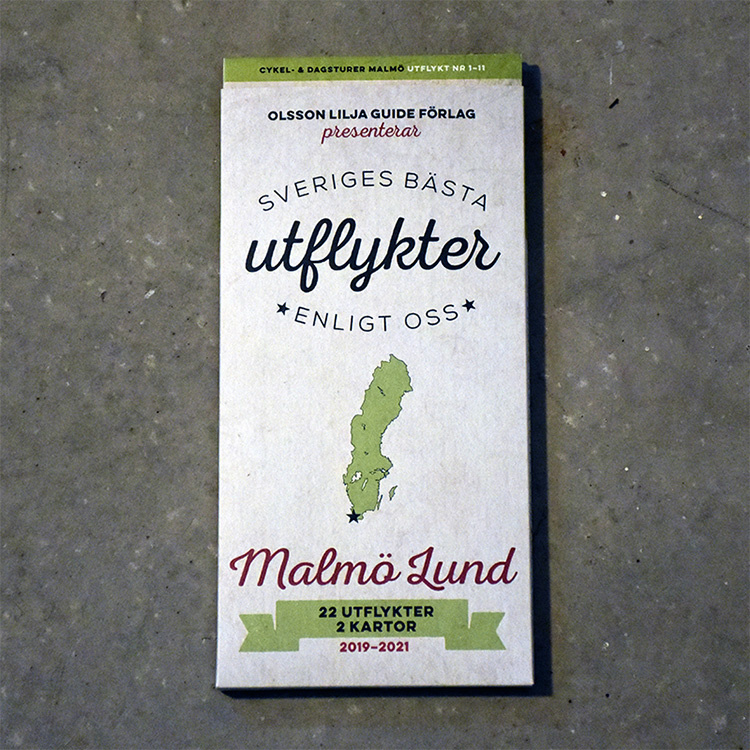 CYKEL- & DAGSTURER MALMÖ UTFLYKT NR 1–11
OLSSON LILJA GUIDE FÖRLAG
presenterar
SVERIGES BÄSTA
utflykter
ENLIGT OSS
Malmö Lund
22 UTFLYKTER
2 KARTOR
2019–2021